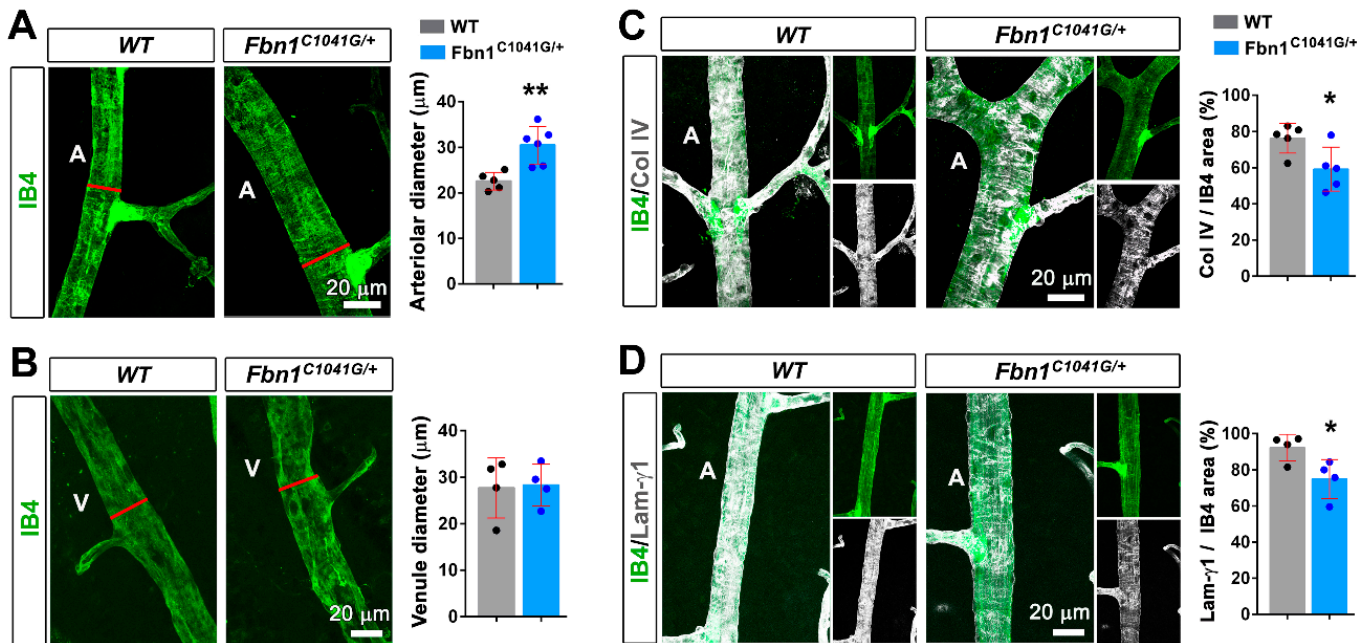 A
WT
Fbn1C1041G/+
IB4
A
A
20 µm
WT
Fbn1C1041G/+
Arteriolar diameter (µm)
40
30
20
10
0
**
B
WT
Fbn1C1041G/+
IB4
V
V
20 µm
Venule diameter (µm)
40
30
20
10
0
C
WT
Fbn1C1041G/+
IB4/Col IV
A
A
20 µm
WT
Fbn1C1041G/+
Col IV / IB4 area (%)
100
80
60
40
20
0
*
D
WT
Fbn1C1041G/+
IB4/Lam-γ1
A
A
20 µm
Lam-γ1 / IB4 area (%)
100
80
60
40
20
0
*